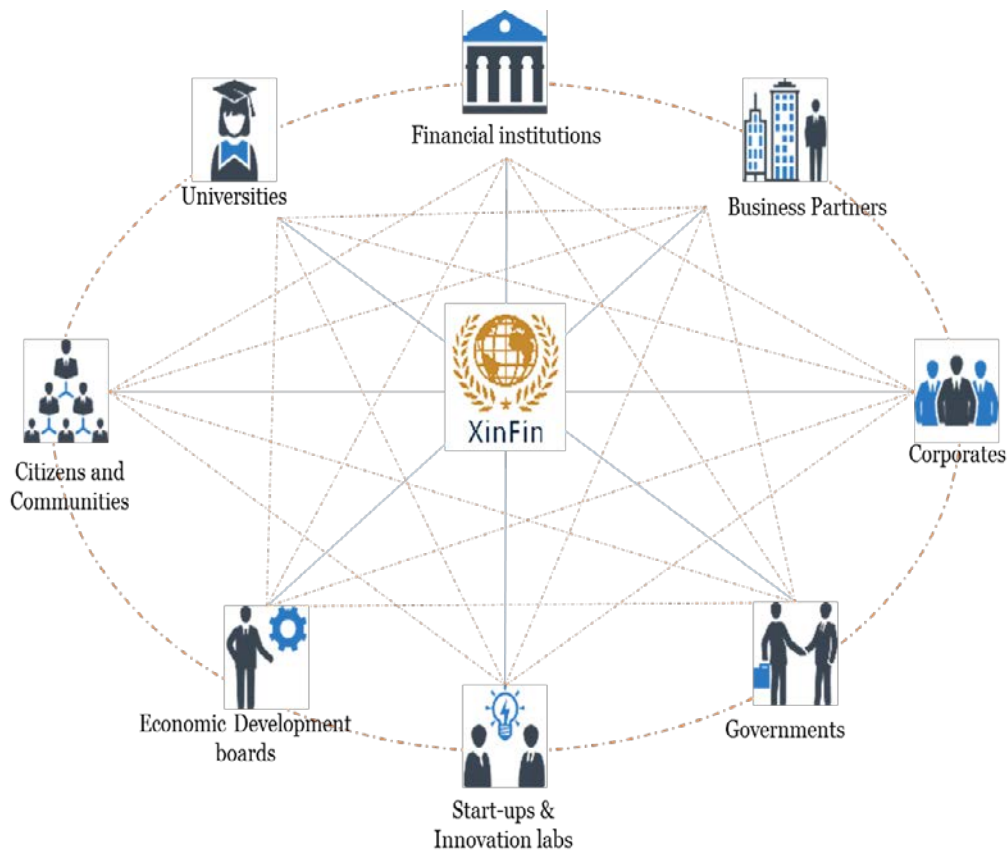 Financial institutions
Universities
Business Partners
XinFin
Citizens and
Communities
Corporates
Economic Development
boards
Governments
Start-ups &
Innovation labs